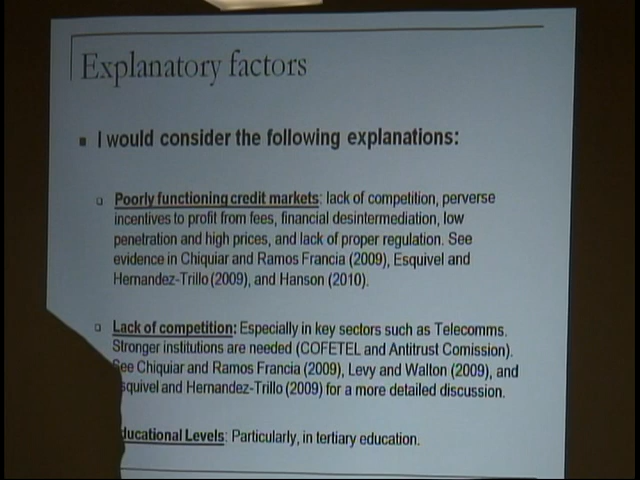 Explanatory factors
I would consider the following explanations:
Poorly functioning credit markets: lack of competition, perverse
incentives to profit from fees, financial desintermediation, low
penetration and high prices, and lack of proper regulation. See
evidence in Chiquiar and Ramos Francia (2009), Esquivel and
Hernandez-Trillo (2009), and Hanson (2010).
Lack of competition: Especially in key sectors such as Telecomms.
Stronger institutions are needed (COFETEL and Antitrust Comission).
ee Chiquiar and Ramos Francia (2009), Levy and Walton (2009), and
squivel and Hernandez-Trillo (2009) for a more detailed discussion.
ducational Levels: Particularly, in tertiary education.